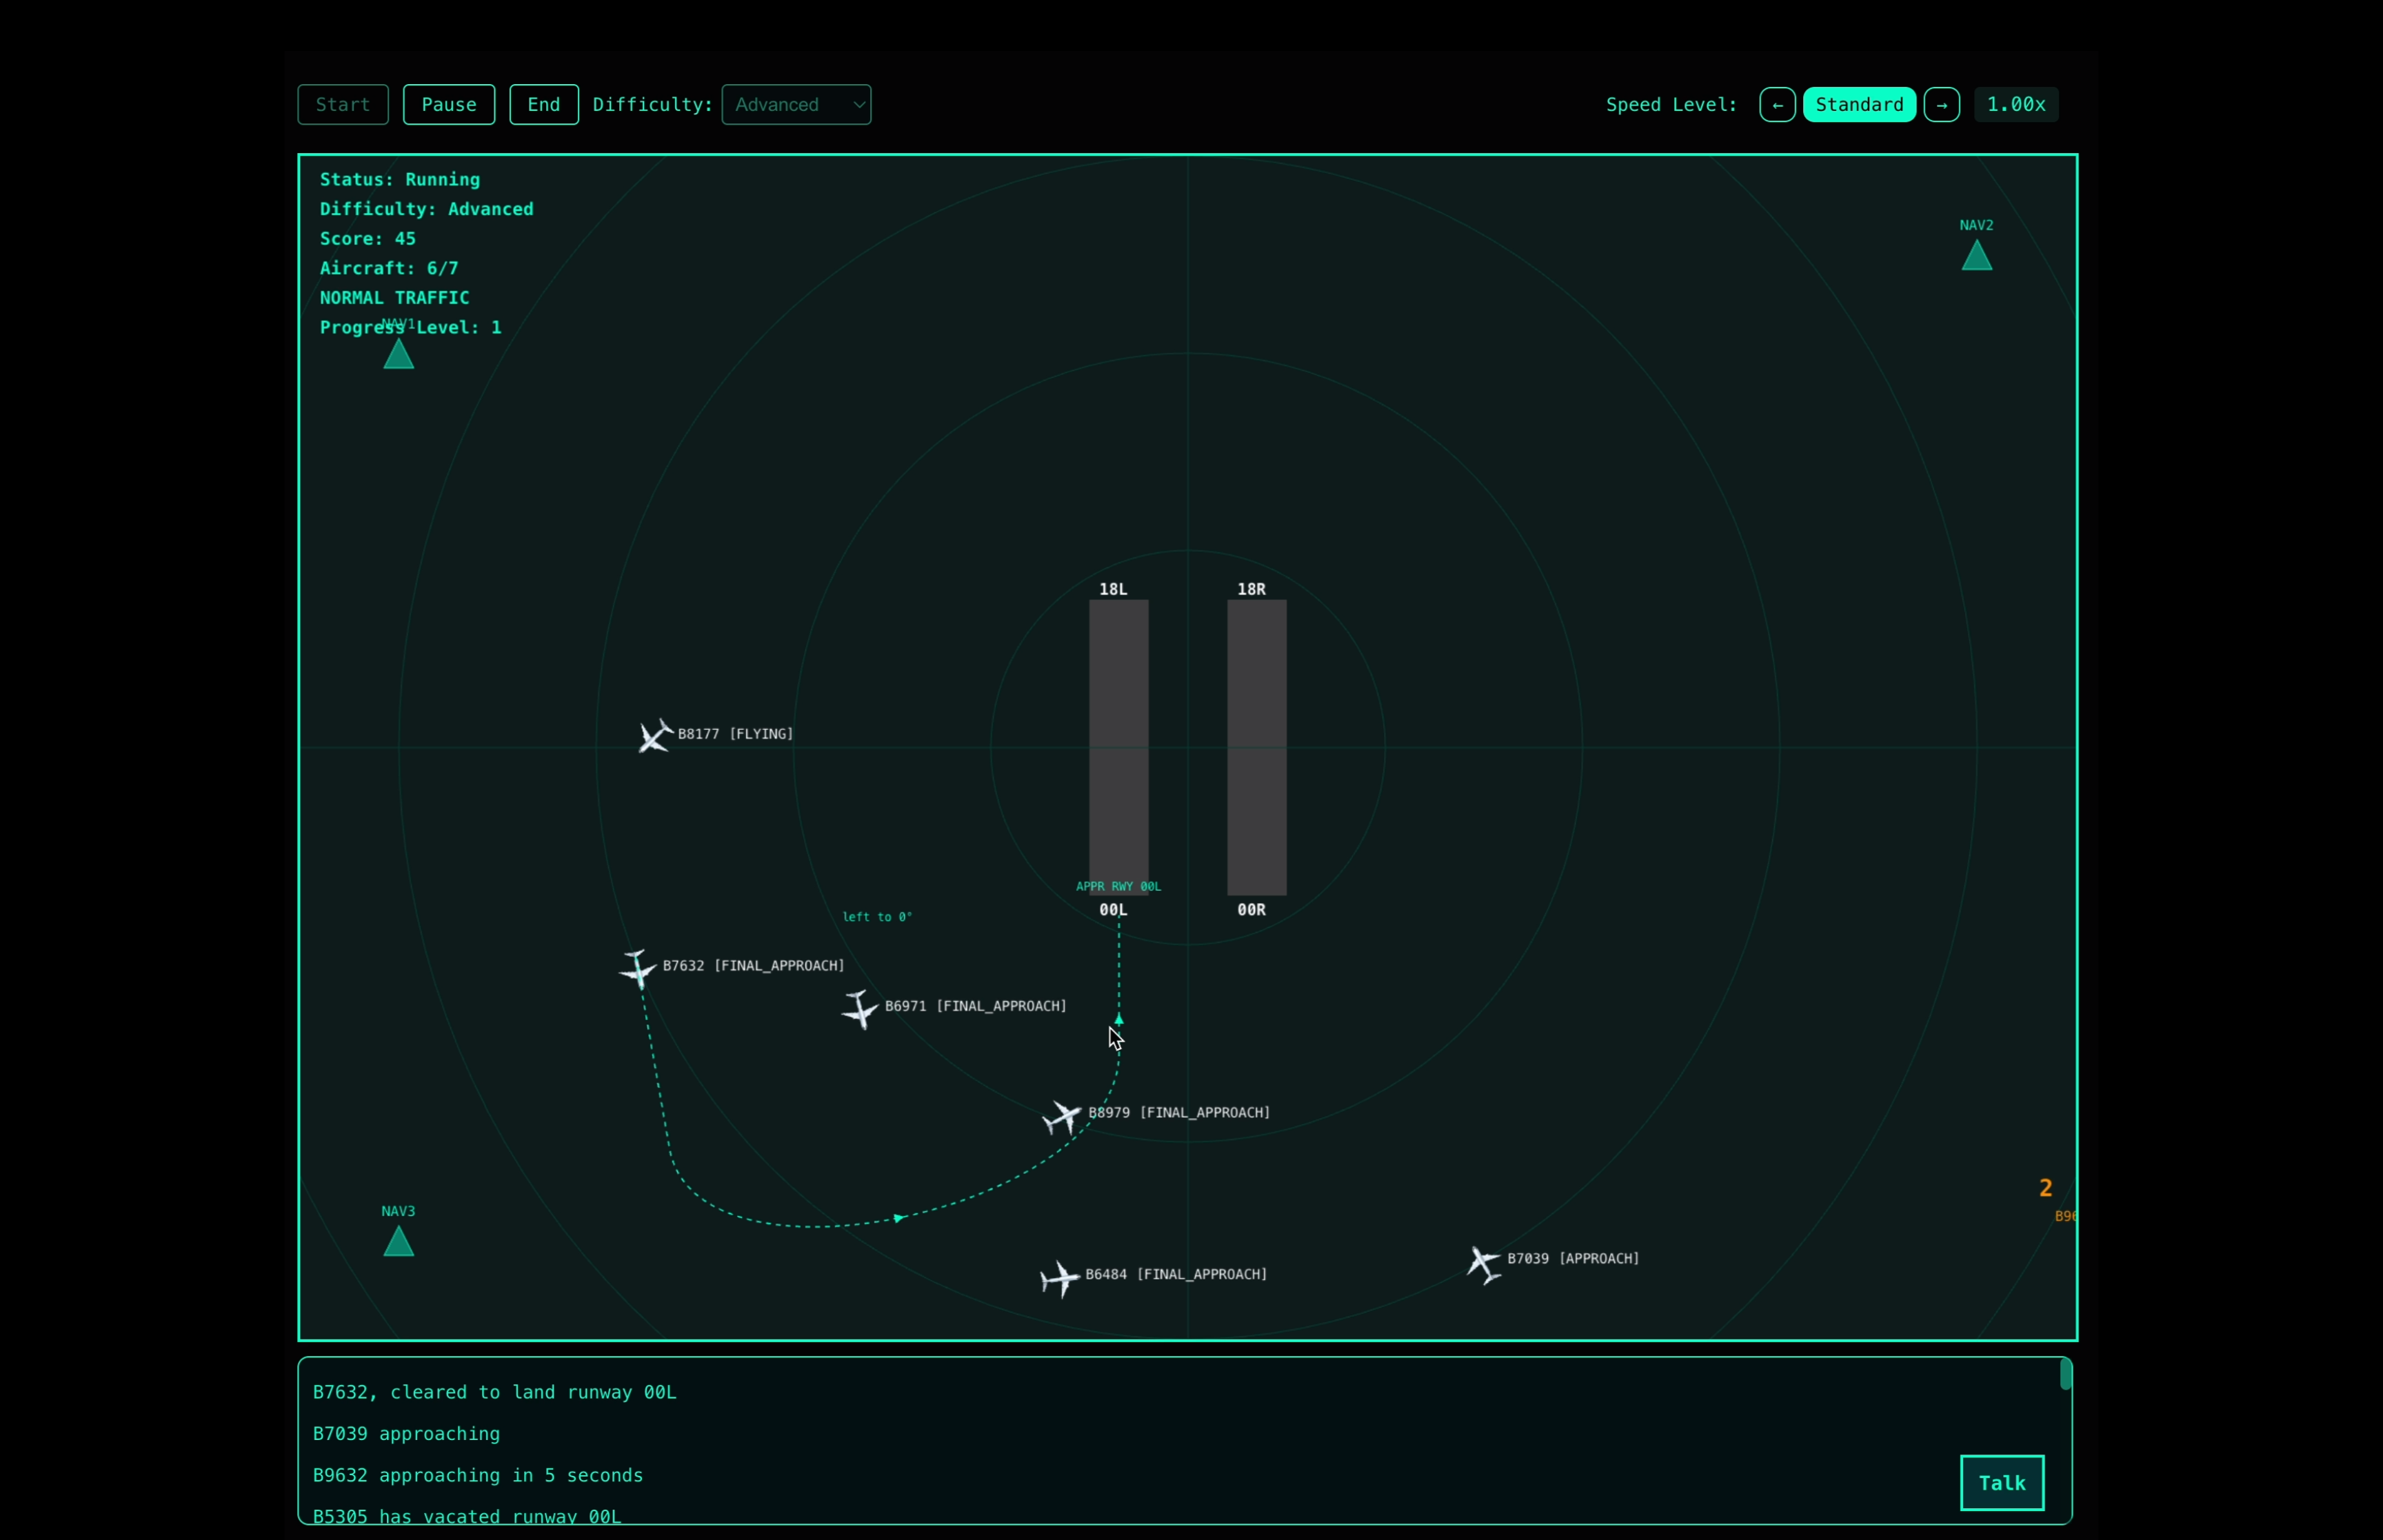 Start Pause End Difficulty: Advanced Speed Level: ← Standard → 1.00x
Status: Running
Difficulty: Advanced
Score: 45
Aircraft: 6/7
NORMAL TRAFFIC
Progress Level: 1
NAV1
NAV2
18L 18R
B8177 [FLYING]
APPR RWY 00L
00L 00R
left to 0°
B7632 [FINAL_APPROACH]
B6971 [FINAL_APPROACH]
B8979 [FINAL_APPROACH]
2
NAV3
B96
B7039 [APPROACH]
B6484 [FINAL_APPROACH]
B7632, cleared to land runway 00L
B7039 approaching
B9632 approaching in 5 seconds
Talk
B5305 has vacated runway 00L